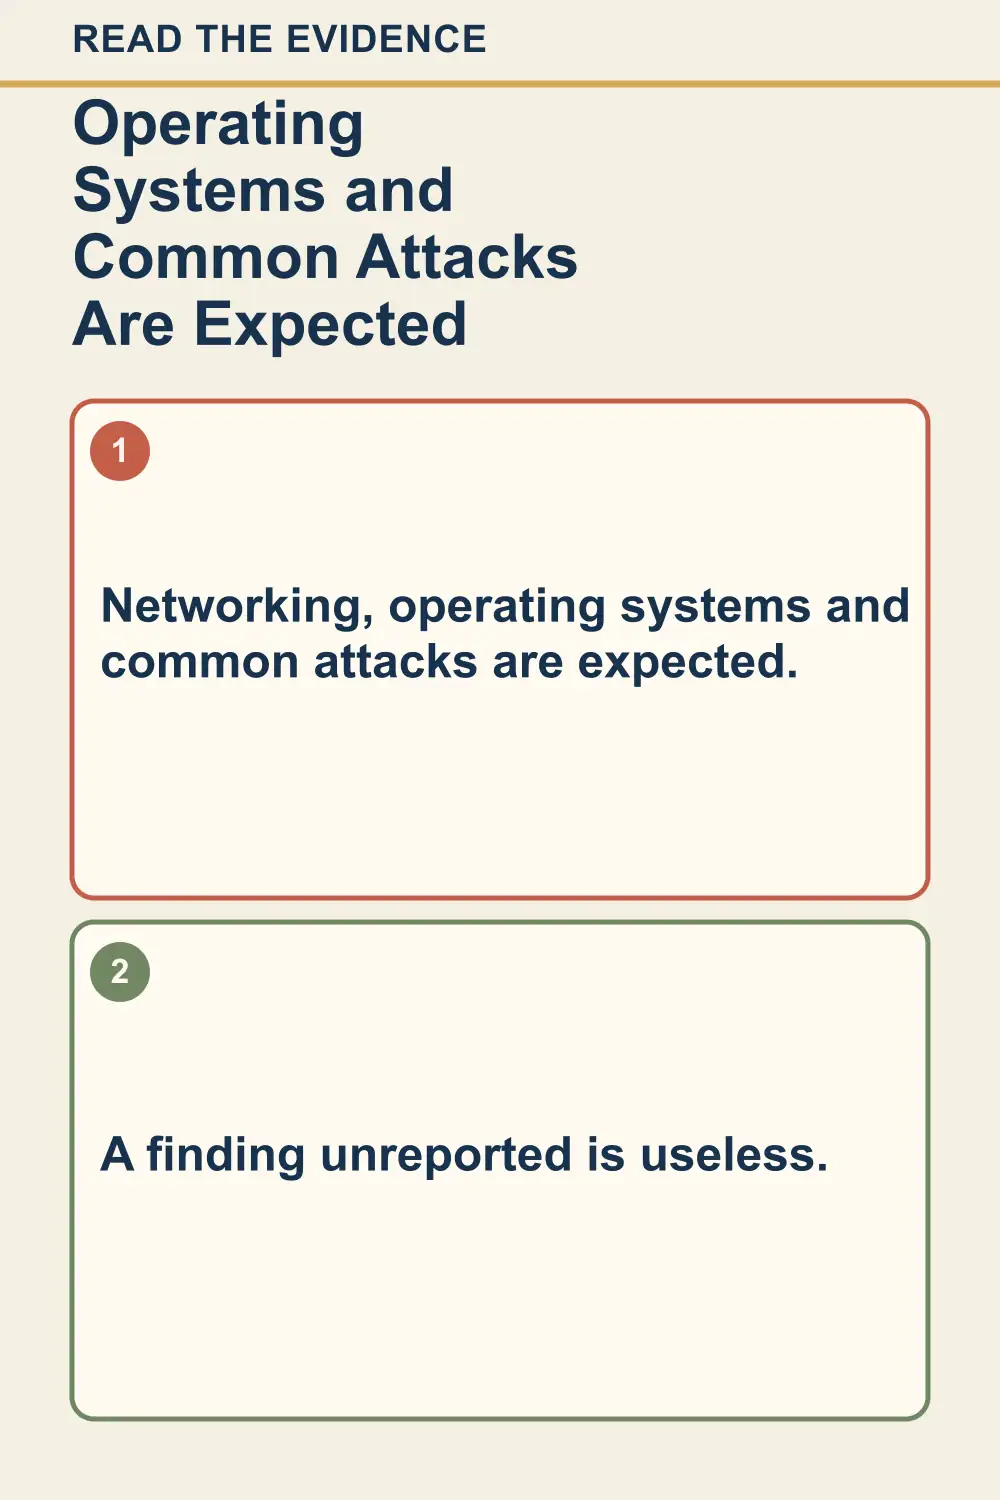 READ THE EVIDENCE
Operating
Systems and
Common Attacks
Are Expected
1
Networking, operating systems and
common attacks are expected.
2
A finding unreported is useless.